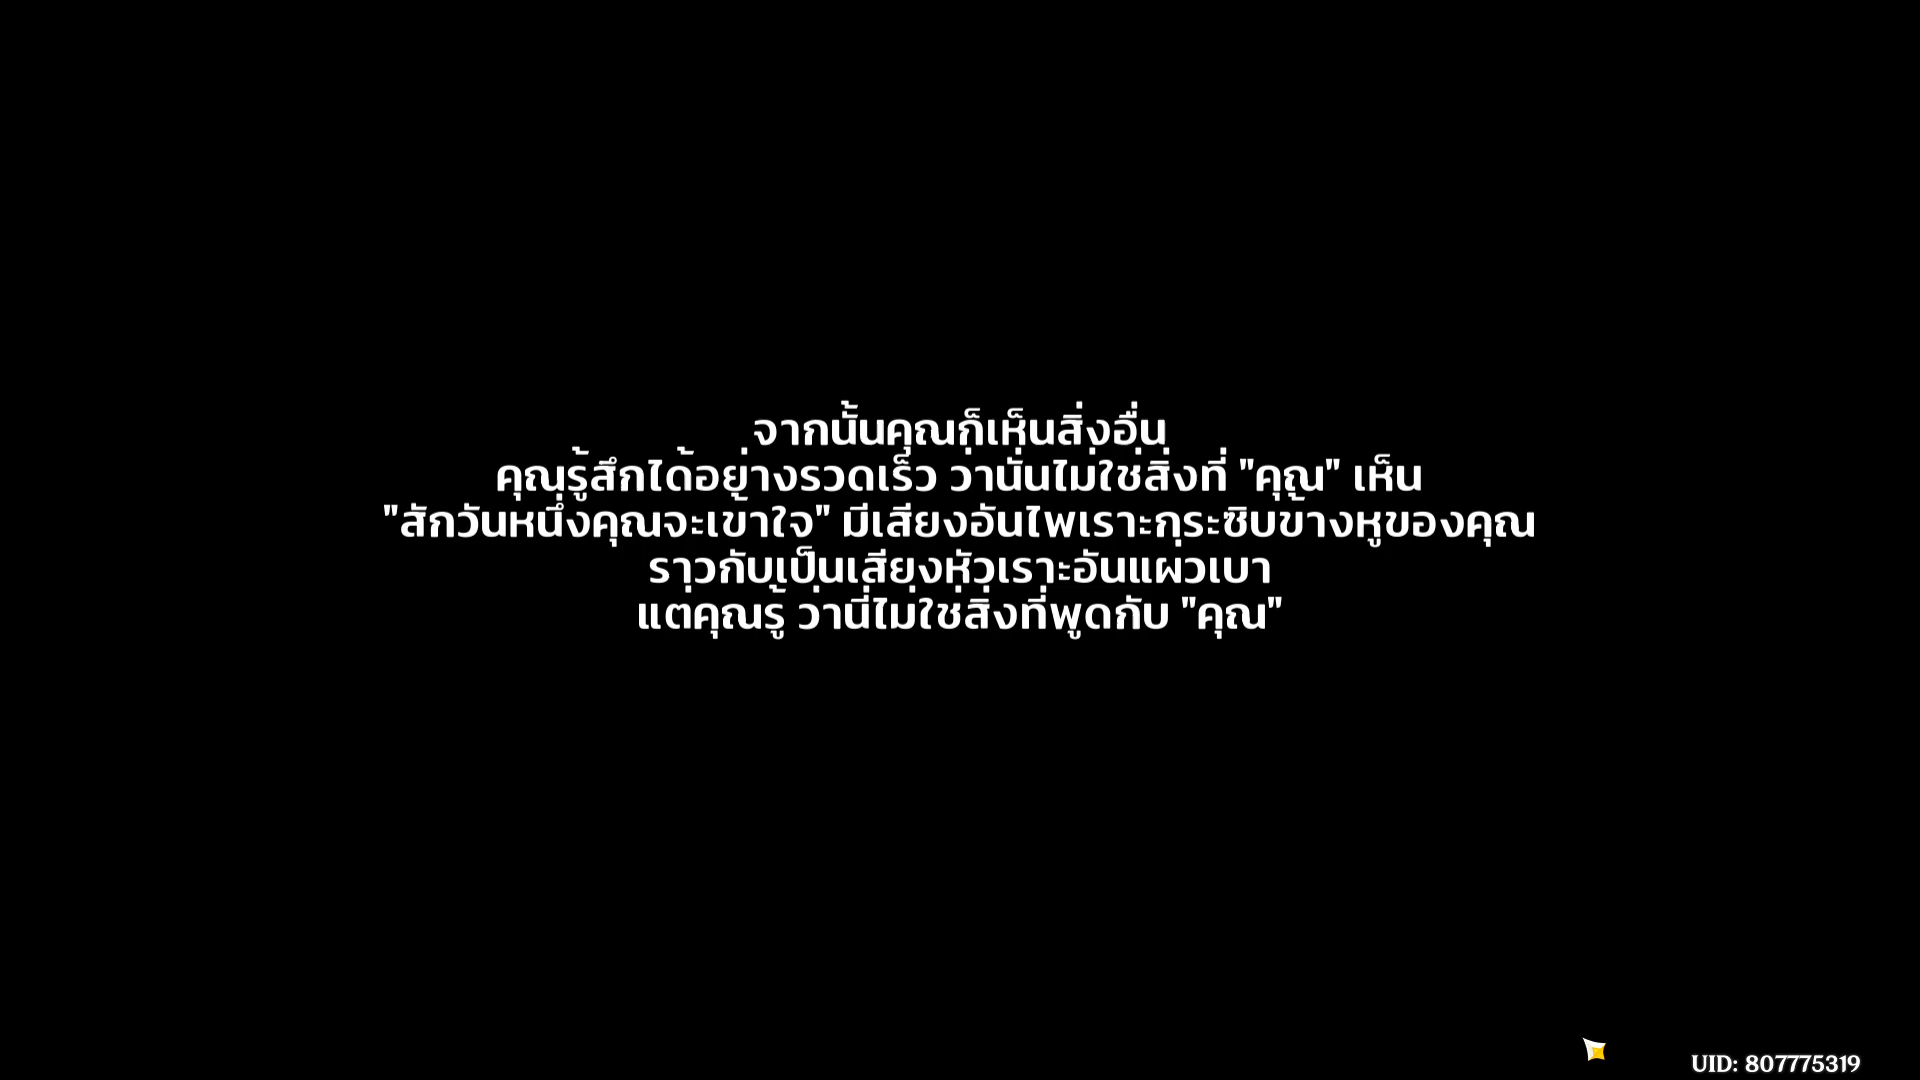 จากนั้นคุณก็เห็นสิ่งอื่น
คุณรู้สึกได้อย่างรวดเร็ว ว่านั่นไม่ใช่สิ่งที่ "คุณ" เห็น
"สักวันหนึ่งคุณจะเข้าใจ" มีเสียงอันไพเราะกระซิบข้างหูของคุณ
ราวกับเป็นเสียงหัวเราะอันแผ่วเบา
แต่คุณรู้ ว่านี่ไม่ใช่สิ่งที่พูดกับ "คุณ"
UID: 807775319